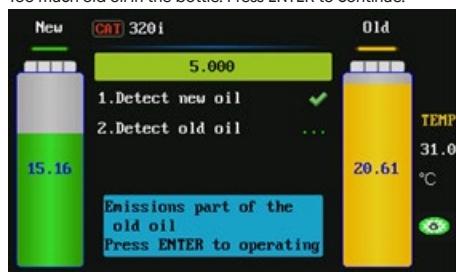 Too much old oil in the bottle. Press ENTER to continue.
New
CAT 320i
Old
5.000
1.Detect new oil
2.Detect old oil ...
TEMP
31.0
°C
15.16
20.61
Emissions part of the
old oil
Press ENTER to operating